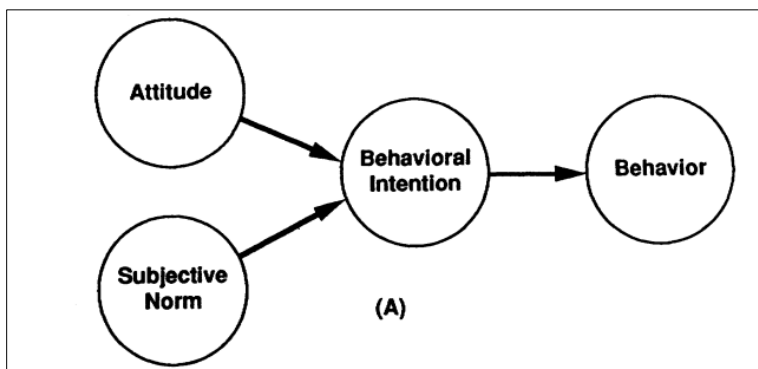 Attitude
Behavioral
Intention
Behavior
Subjective
Norm
(A)